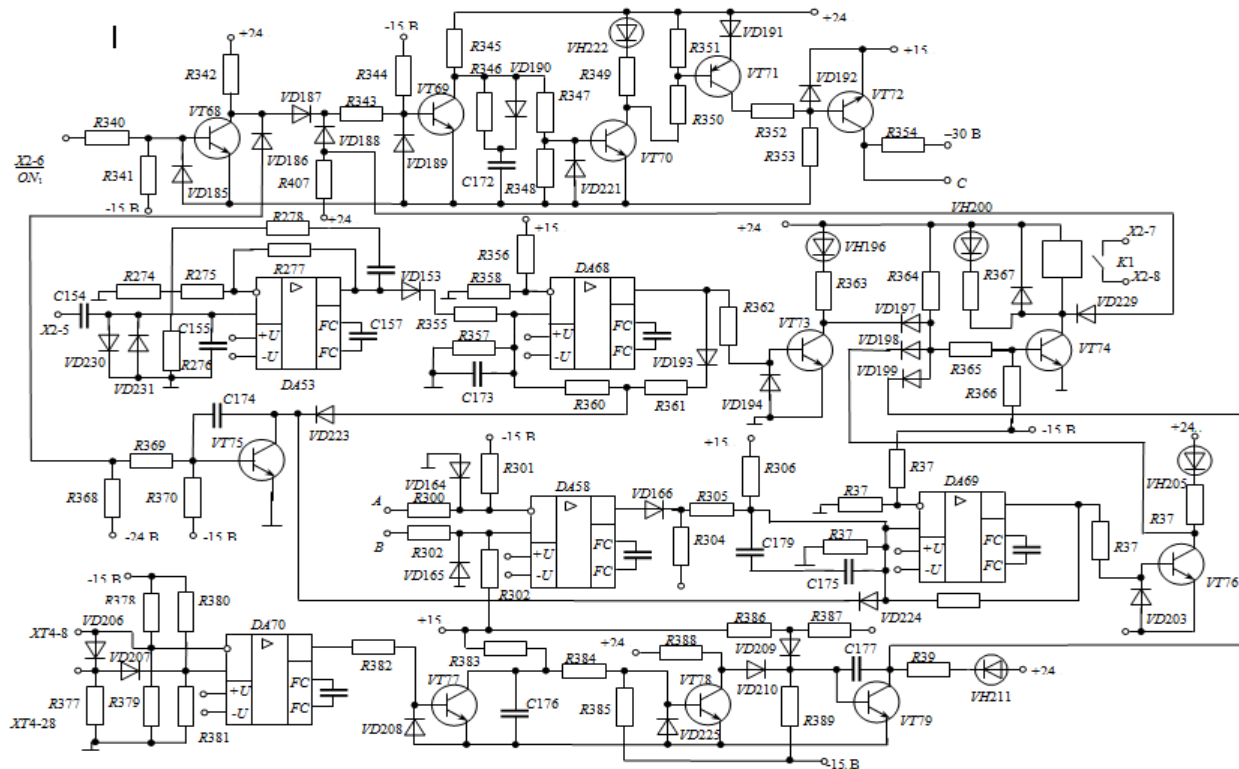 I
+24
-15 В
+24
R342
R344
R345
VD190
VH222
R351
VD191
+15
R346
R349
VT71
VD192
VD187
R343
VT69
R347
VT72
VT68
R340
R350
R352
R354
−30 В
VD188
R353
VT70
X2-6
ON₁
R341
VD186
VD189
C172
R348
VD221
C
VD185
R407
-15 В
+24
R278
+15
+24
VH200
X2-7
R356
VH196
R277
DA68
K1
R274
R275
VD153
R358
R363
R364
R367
X2-8
C154
R362
VD197
VD229
X2-5
C155
+U
-U
FC
FC
C157
R355
R357
+U
-U
FC
FC
VT73
VD198
VT74
VD230
R276
VD193
VD199
R365
VD231
DA53
C173
R360
R361
VD194
R366
C174
VD223
VT75
-15 В
+15
-15 В
+24
R369
R301
R306
R37
VD164
VH205
R368
R370
A
R300
DA58
VD166
R305
R37
DA69
R37
B
-24 В
-15 В
R302
+U
-U
FC
FC
R304
C179
R37
+U
-U
FC
FC
R37
VT76
VD165
R302
C175
-15 В
R378
R380
VD224
VD203
VD206
+15
R386
R387
XT4-8
DA70
R388
VD209
C177
VD207
R382
R383
+24
R384
R39
+24
R377
R379
+U
-U
FC
FC
VT77
VT78
VD210
VH211
XT4-28
R381
VD208
C176
R385
VD225
R389
VT79
-15 В